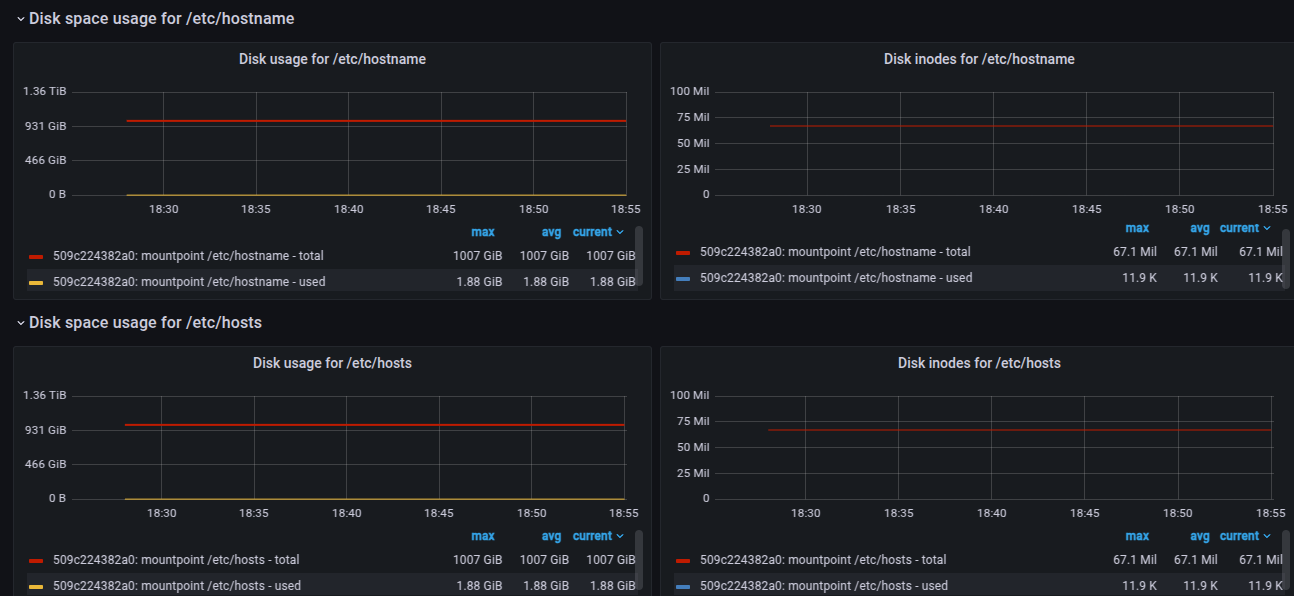 Disk space usage for /etc/hostname
Disk usage for /etc/hostname
1.36 TiB
931 GiB
466 GiB
0 B
18:30 18:35 18:40 18:45 18:50 18:55
max avg current
509c224382a0: mountpoint /etc/hostname - total 1007 GiB 1007 GiB 1007 GiB
509c224382a0: mountpoint /etc/hostname - used 1.88 GiB 1.88 GiB 1.88 GiB
Disk inodes for /etc/hostname
100 Mil
75 Mil
50 Mil
25 Mil
0
18:30 18:35 18:40 18:45 18:50 18:55
max avg current
509c224382a0: mountpoint /etc/hostname - total 67.1 Mil 67.1 Mil 67.1 Mil
509c224382a0: mountpoint /etc/hostname - used 11.9 K 11.9 K 11.9 K
Disk space usage for /etc/hosts
Disk usage for /etc/hosts
1.36 TiB
931 GiB
466 GiB
0 B
18:30 18:35 18:40 18:45 18:50 18:55
max avg current
509c224382a0: mountpoint /etc/hosts - total 1007 GiB 1007 GiB 1007 GiB
509c224382a0: mountpoint /etc/hosts - used 1.88 GiB 1.88 GiB 1.88 GiB
Disk inodes for /etc/hosts
100 Mil
75 Mil
50 Mil
25 Mil
0
18:30 18:35 18:40 18:45 18:50 18:55
max avg current
509c224382a0: mountpoint /etc/hosts - total 67.1 Mil 67.1 Mil 67.1 Mil
509c224382a0: mountpoint /etc/hosts - used 11.9 K 11.9 K 11.9 K